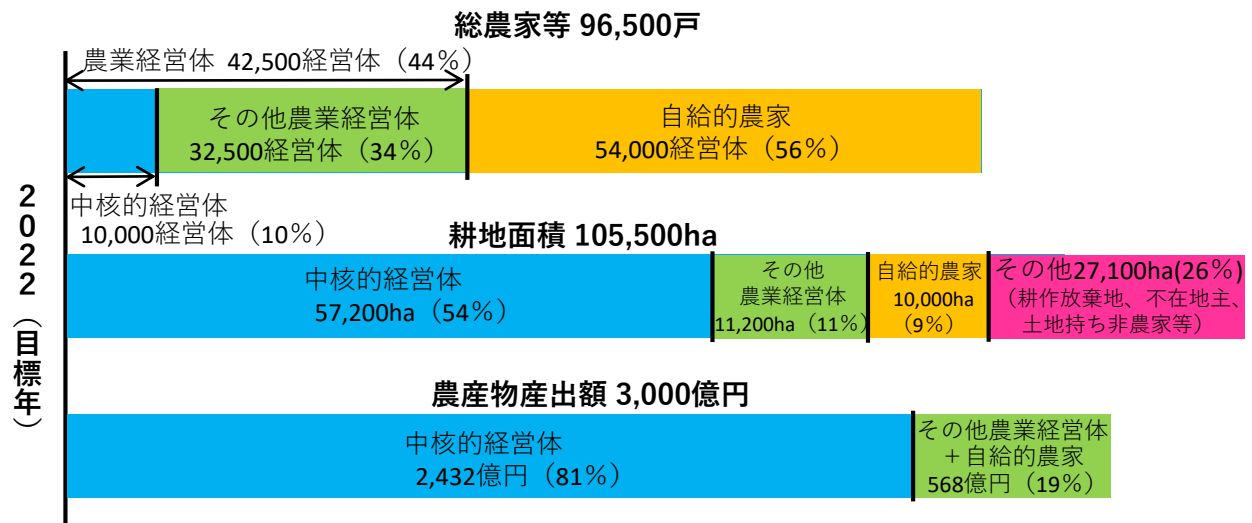 総農家等 96,500戸
農業経営体 42,500経営体（44％）
その他農業経営体
32,500経営体（34％）
自給的農家
54,000経営体（56％）
中核的経営体
10,000経営体（10％）
2022（目標年）
耕地面積 105,500ha
中核的経営体
57,200ha（54％）
その他
農業経営体
11,200ha（11％）
自給的農家
10,000ha
（9％）
その他27,100ha(26％)
（耕作放棄地、不在地主、
土地持ち非農家等）
農産物産出額 3,000億円
中核的経営体
2,432億円（81％）
その他農業経営体
＋自給的農家
568億円（19％）